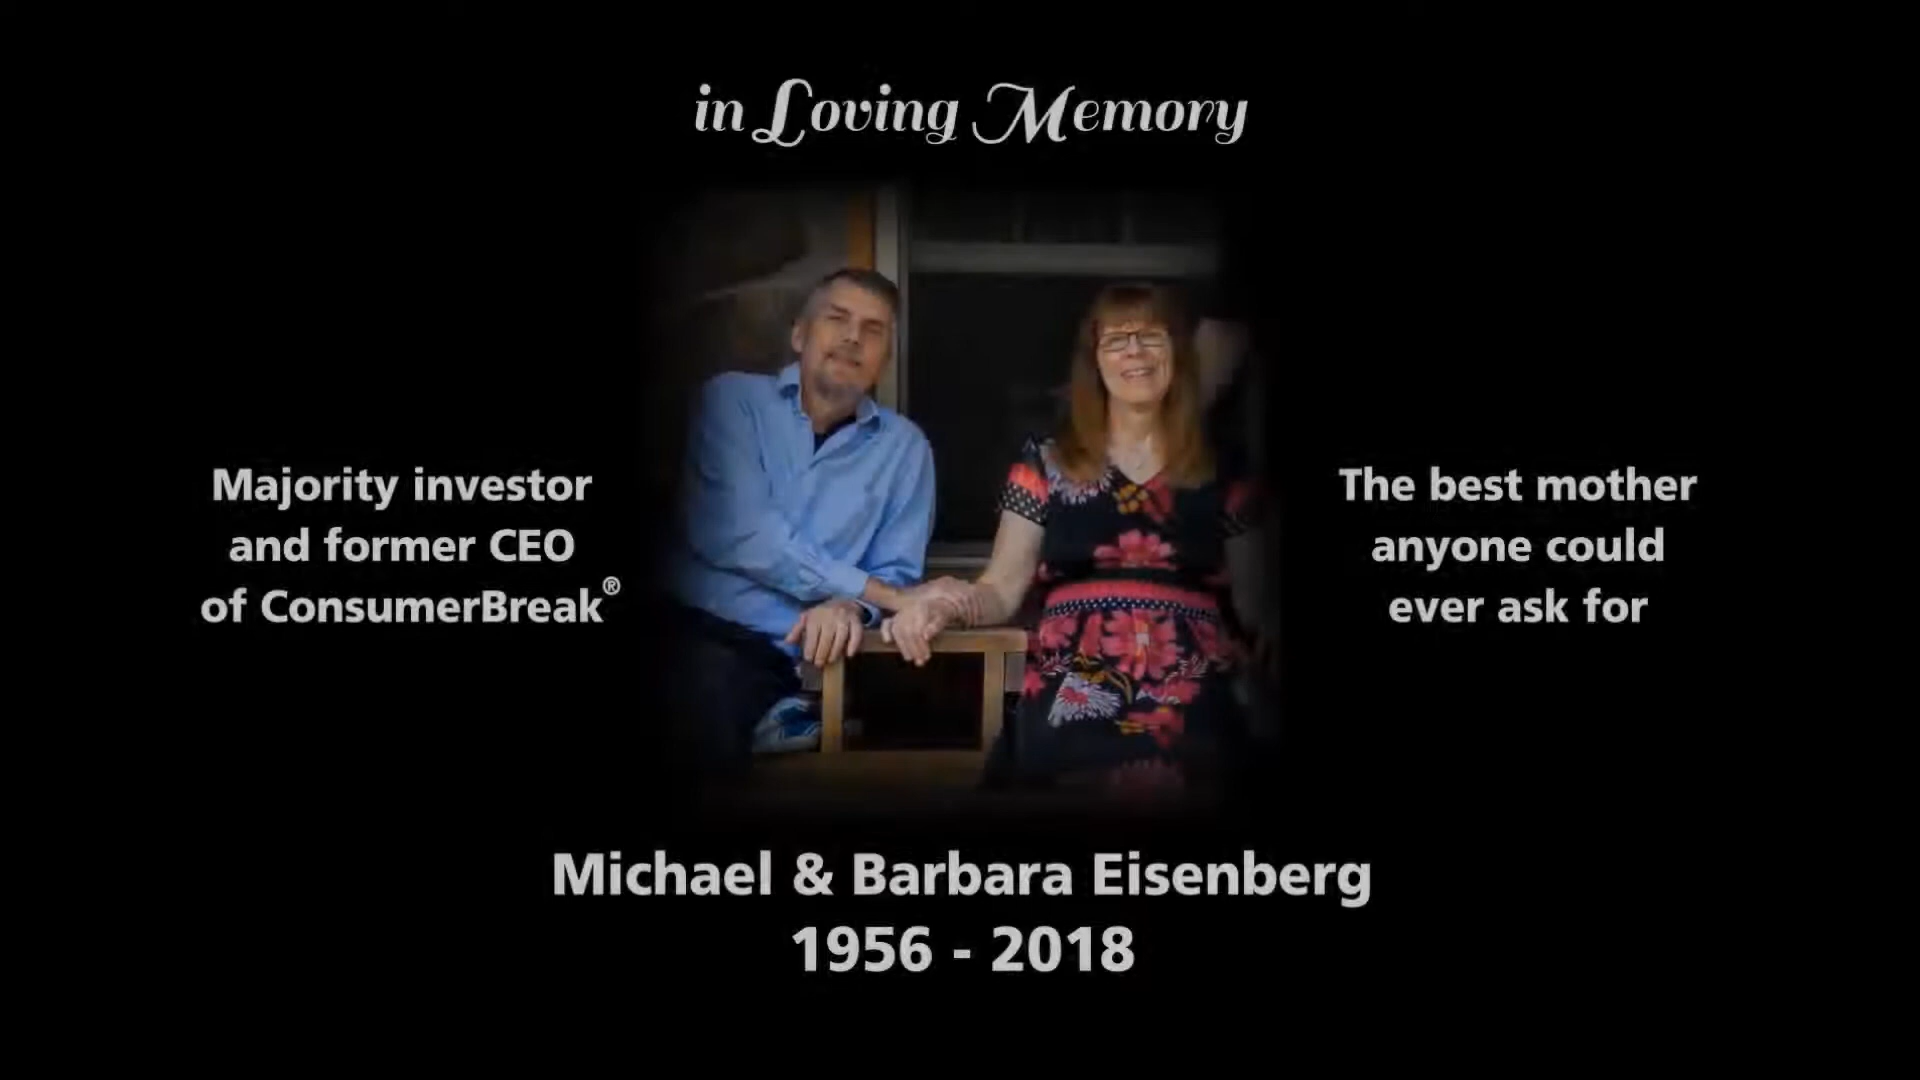 in Loving Memory
Majority investor
and former CEO
of ConsumerBreak®
The best mother
anyone could
ever ask for
Michael & Barbara Eisenberg
1956 - 2018